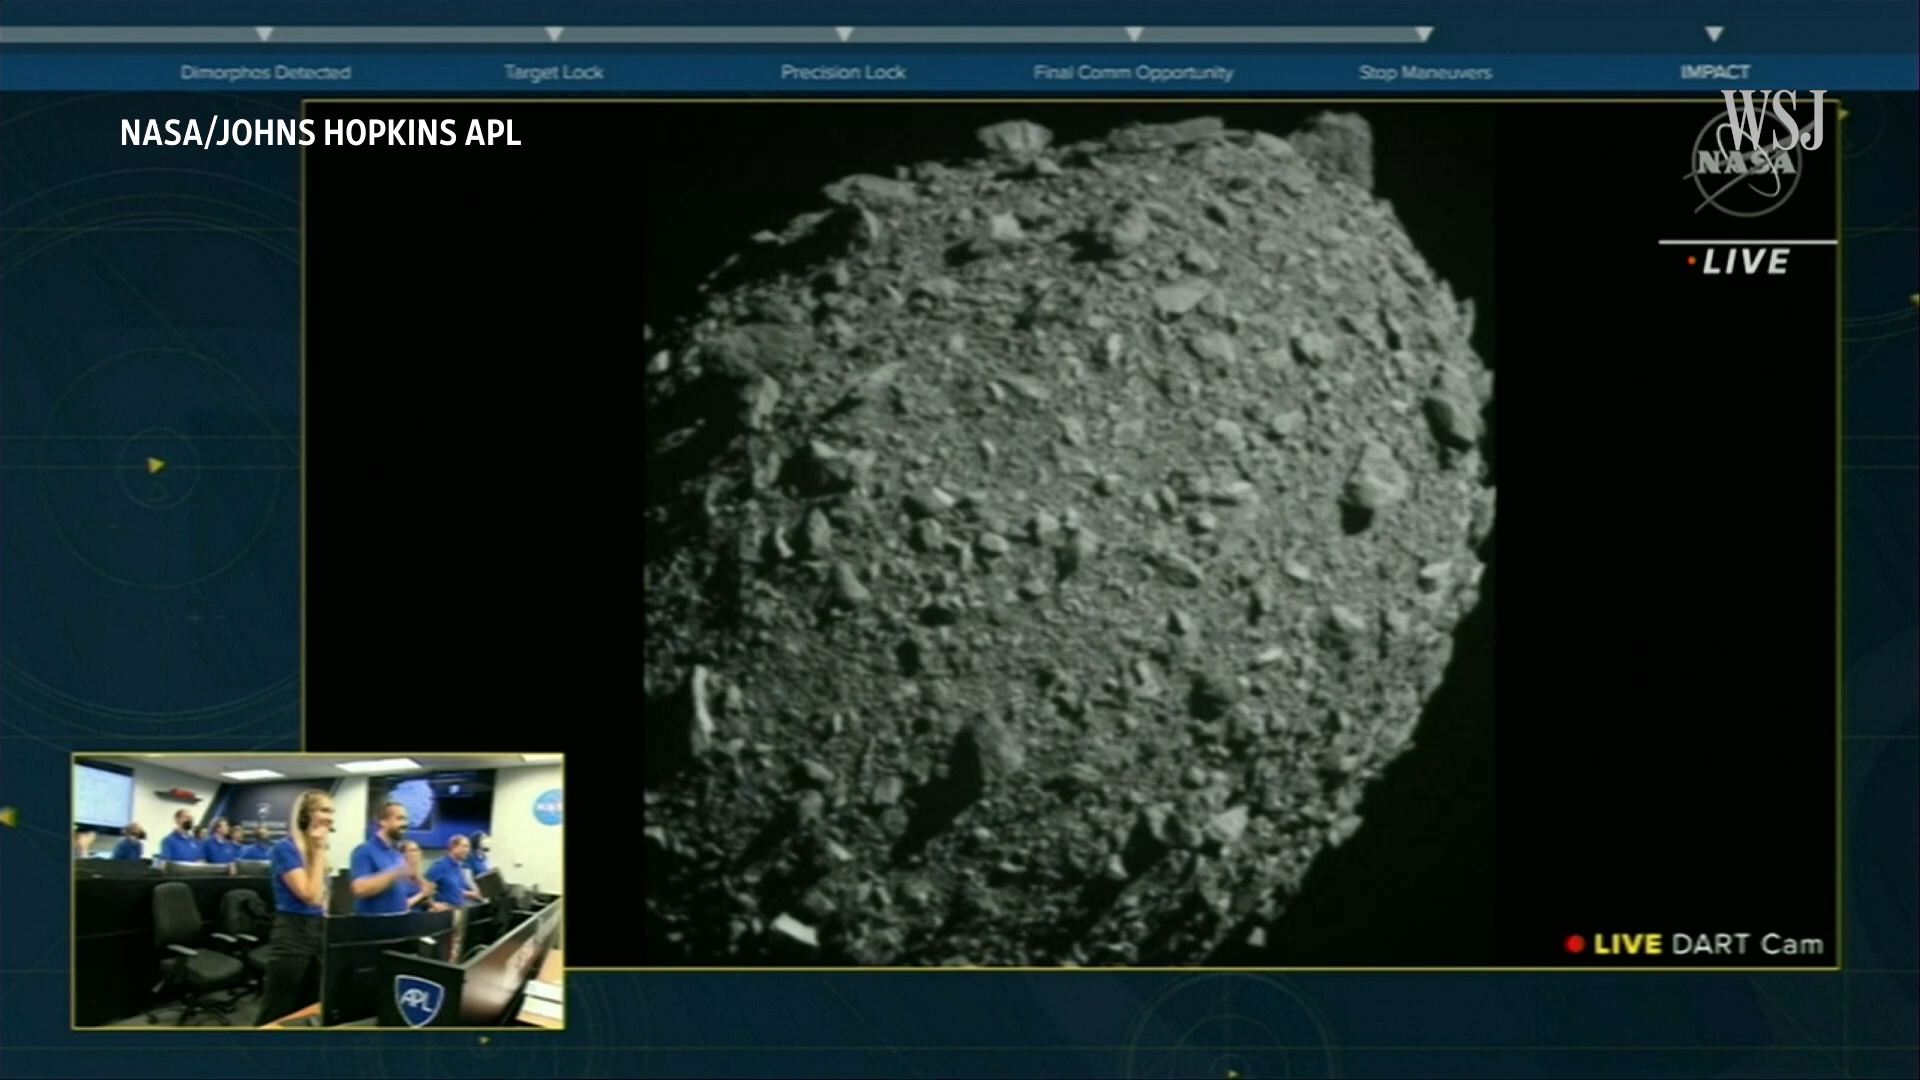 Dimorphos Detected
Target Lock
Precision Lock
Final Comm Opportunity
Stop Maneuvers
IMPACT
NASA/JOHNS HOPKINS APL
WSJ
NASA
LIVE
APL
LIVE DART Cam